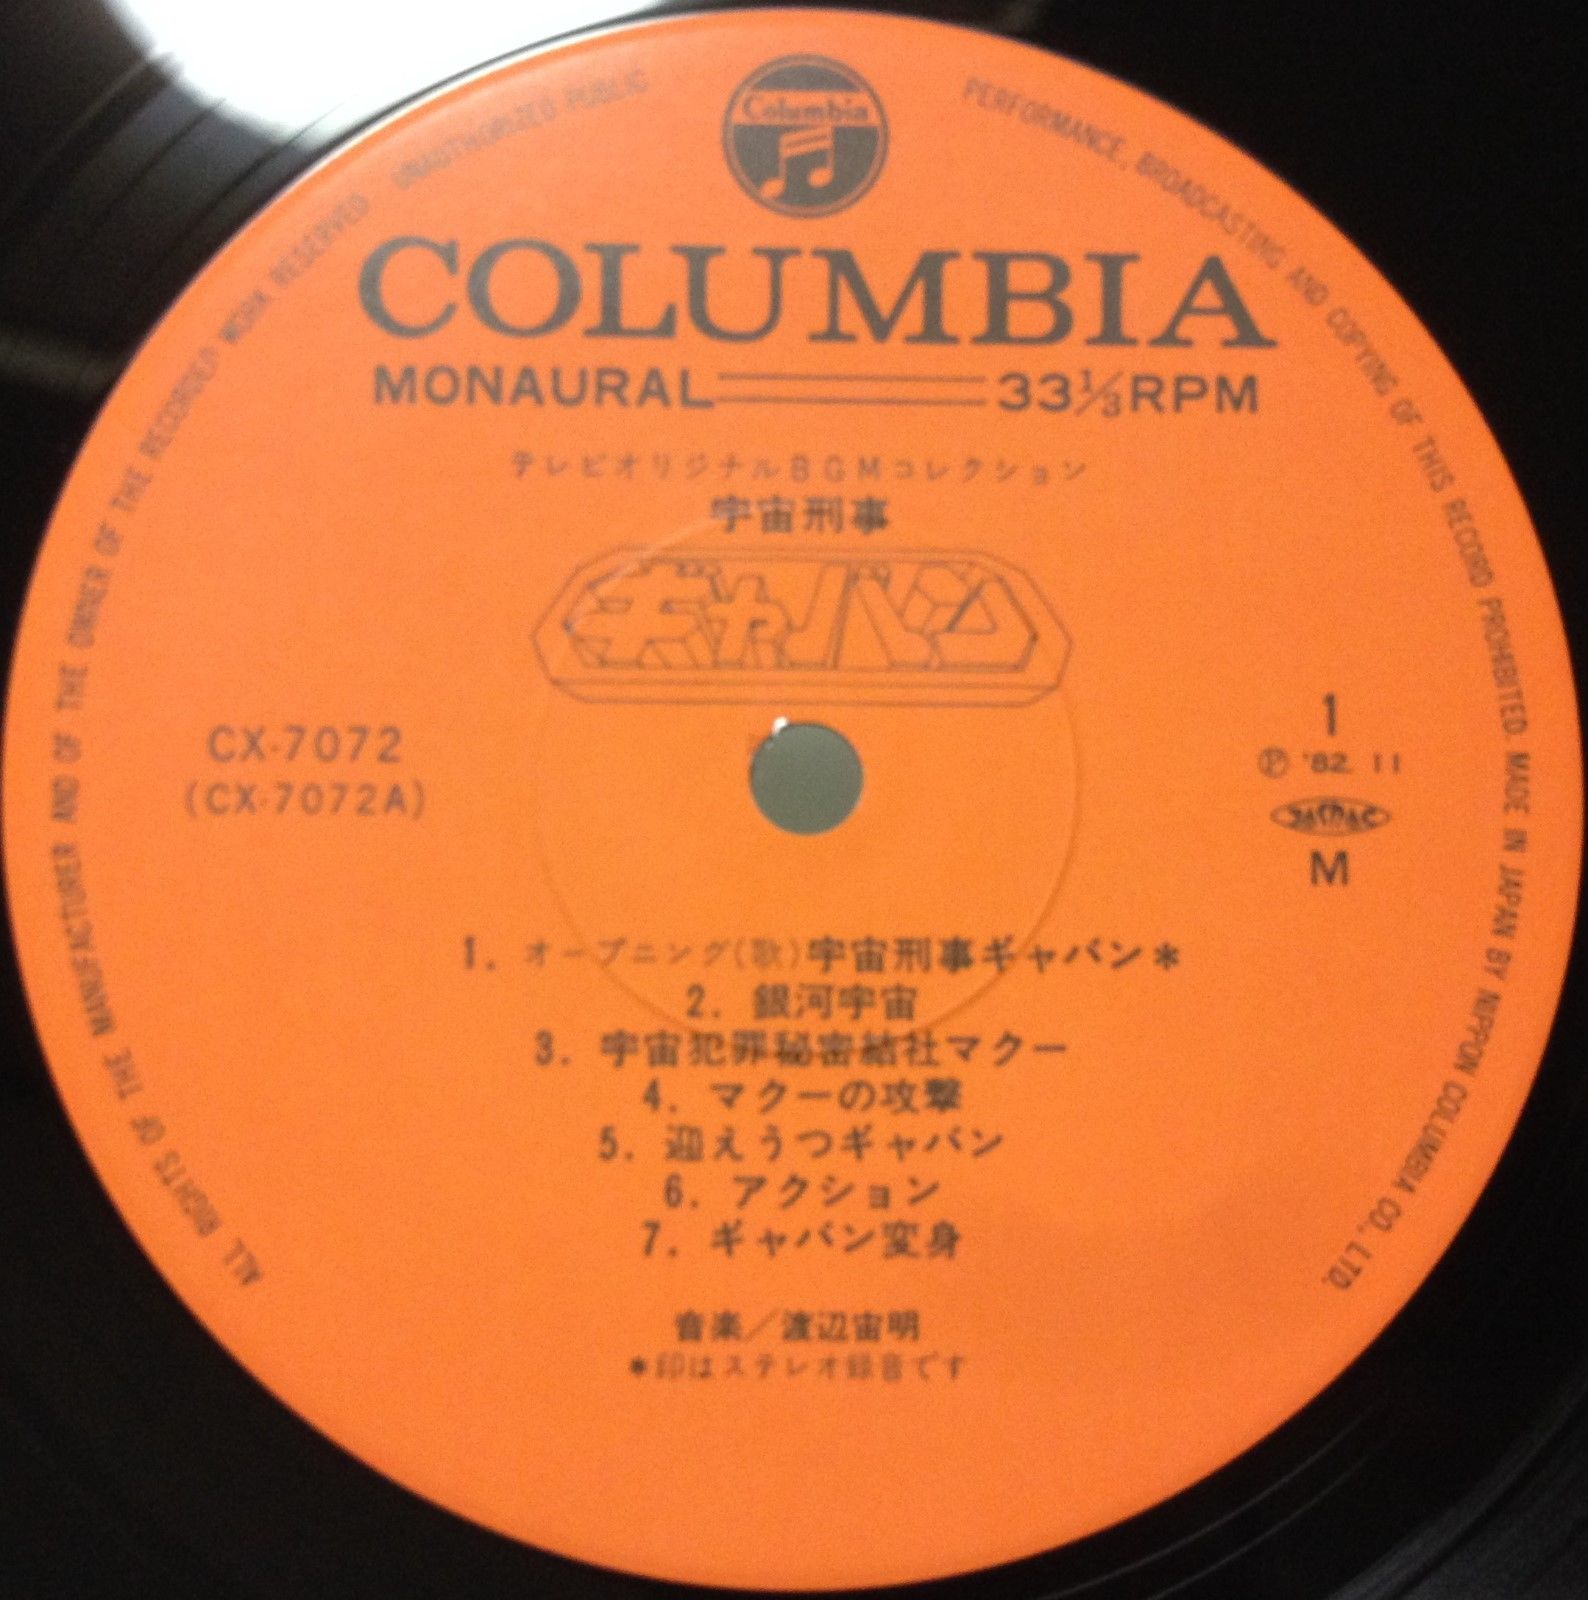 Columbia
COLUMBIA
MONAURAL 33⅓RPM
テレビオリジナルBGMコレクション
宇宙刑事
ギャバン
CX-7072
(CX-7072A)
1
Ⓟ '82. 11
JASRAC
M
1. オープニング(歌)宇宙刑事ギャバン*
2. 銀河宇宙
3. 宇宙犯罪秘密結社マクー
4. マクーの攻撃
5. 迎えうつギャバン
6. アクション
7. ギャバン変身
音楽/渡辺宙明
*印はステレオ録音です
ALL RIGHTS OF THE MANUFACTURER AND OF THE OWNER OF THE RECORDED WORK RESERVED UNAUTHORIZED PUBLIC PERFORMANCE, BROADCASTING AND COPYING OF THIS RECORD PROHIBITED. MADE IN JAPAN BY NIPPON COLUMBIA CO., LTD.